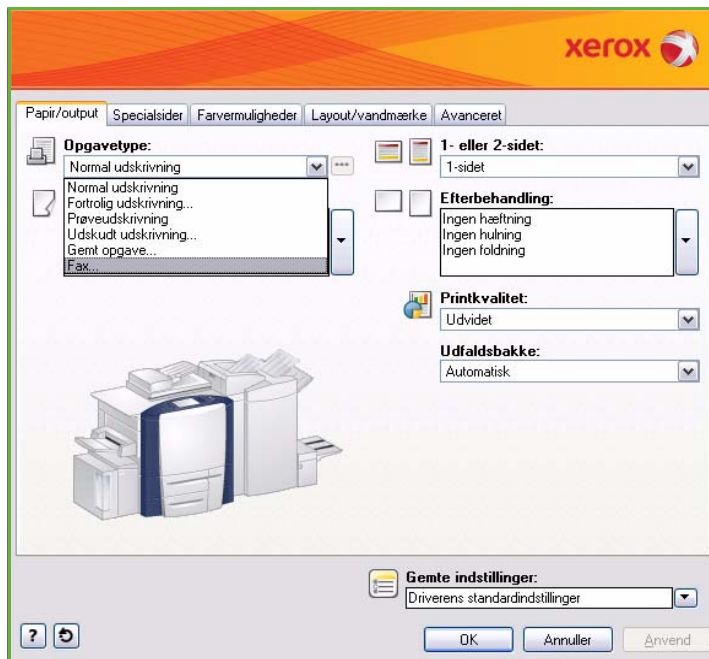 xerox
Papir/output Specialsider Farvermuligheder Layout/vandmærke Avanceret
Opgavetype:
Normal udskrivning
Normal udskrivning
Fortrolig udskrivning...
Prøveudskrivning
Udskudt udskrivning...
Gemt opgave...
Fax...
1- eller 2-sidet:
1-sidet
Efterbehandling:
Ingen hæftning
Ingen hulning
Ingen foldning
Printkvalitet:
Udvidet
Udfaldsbakke:
Automatisk
Gemte indstillinger:
Driverens standardindstillinger
? OK Annuller Anvend